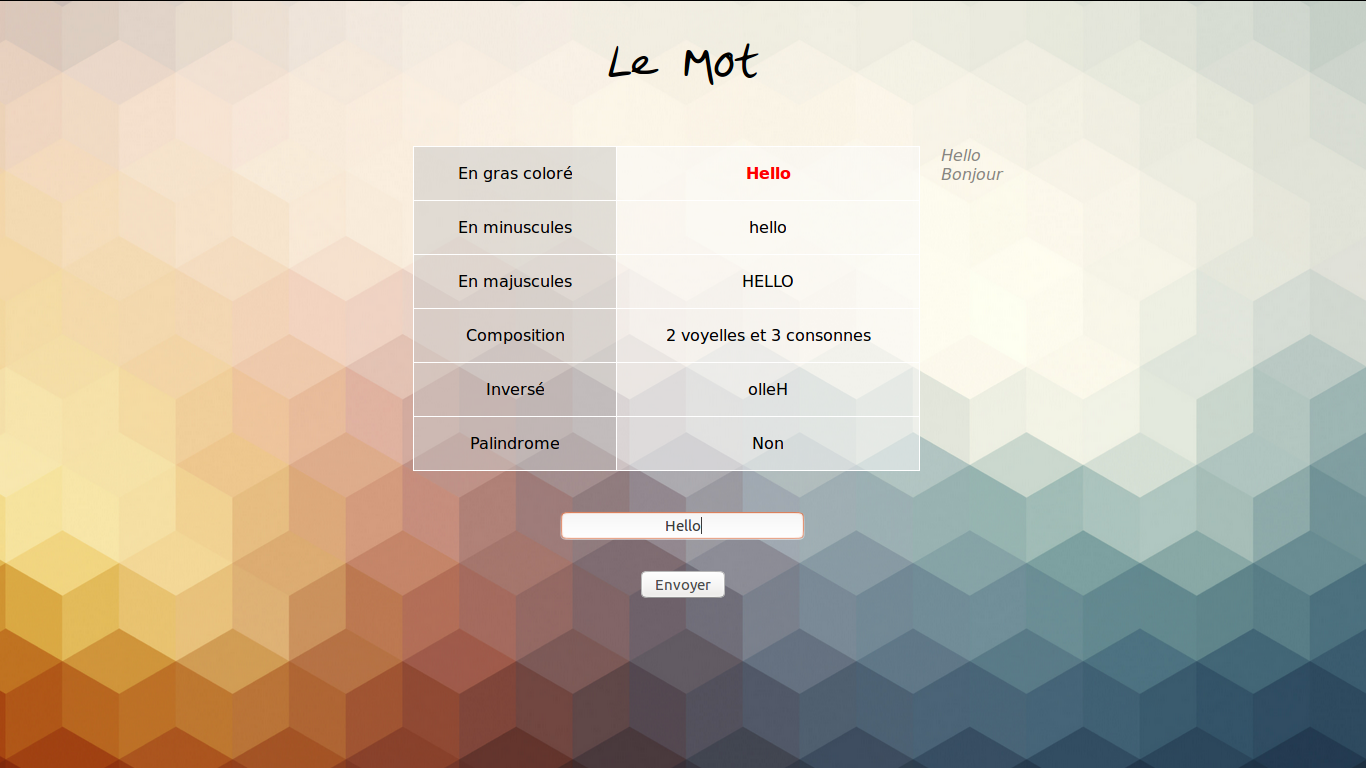 Le Mot
En gras coloré Hello
En minuscules hello
En majuscules HELLO
Composition 2 voyelles et 3 consonnes
Inversé olleH
Palindrome Non
Hello
Bonjour
Hello
Envoyer